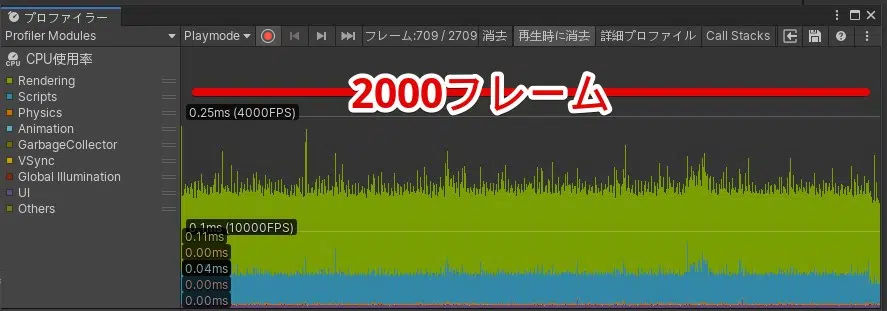 プロファイラー
Profiler Modules
Playmode
フレーム:709 / 2709
消去
再生時に消去
詳細プロファイル
Call Stacks
CPU使用率
CPU
Rendering
Scripts
Physics
Animation
GarbageCollector
VSync
Global Illumination
UI
Others
2000フレーム
0.25ms (4000FPS)
0.1ms (10000FPS)
0.11ms
0.00ms
0.04ms
0.00ms
0.00ms